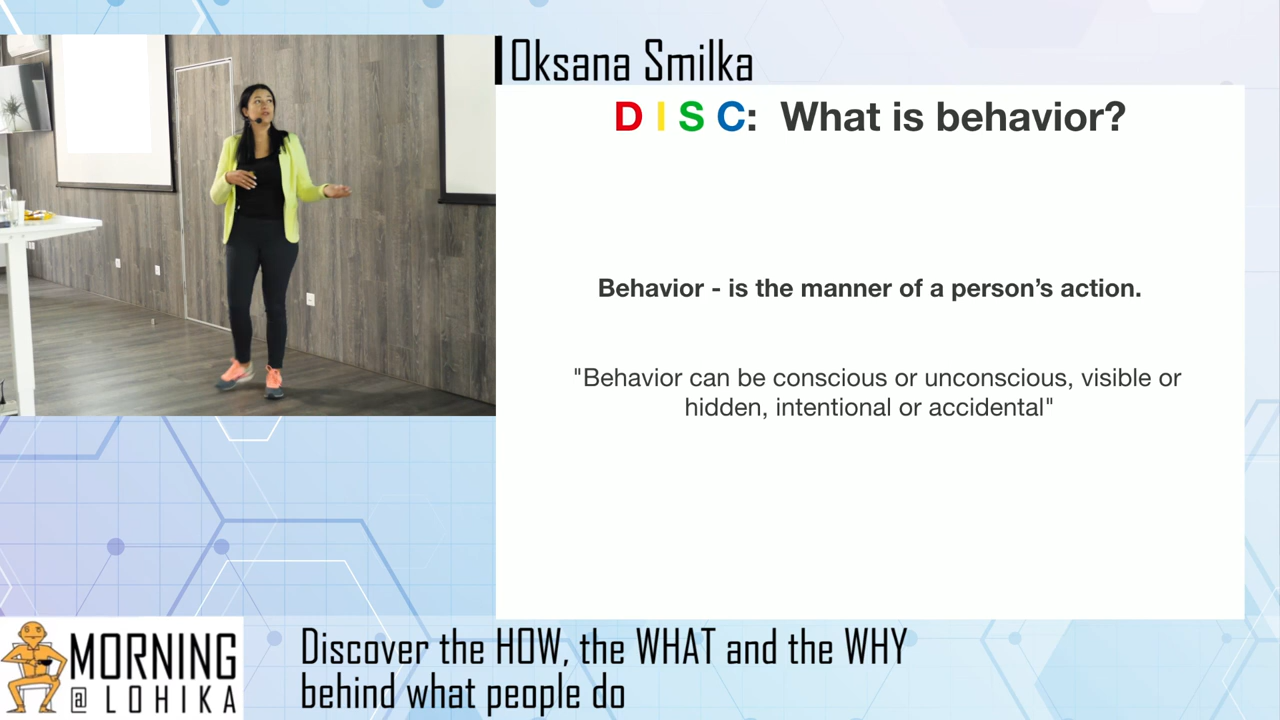 Oksana Smilka
D I S C: What is behavior?
Behavior - is the manner of a person’s action.
"Behavior can be conscious or unconscious, visible or
hidden, intentional or accidental"
MORNING
@ LOHIKA
Discover the HOW, the WHAT and the WHY
behind what people do